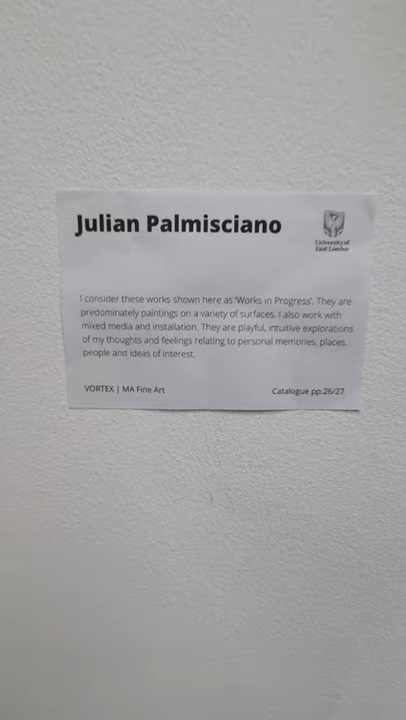 Julian Palmisciano
University of
East London
I consider these works shown here as 'Works in Progress'. They are
predominately paintings on a variety of surfaces. I also work with
mixed media and installation. They are playful, intuitive explorations
of my thoughts and feelings relating to personal memories, places,
people and ideas of interest.
VORTEX | MA Fine Art
Catalogue pp.26/27